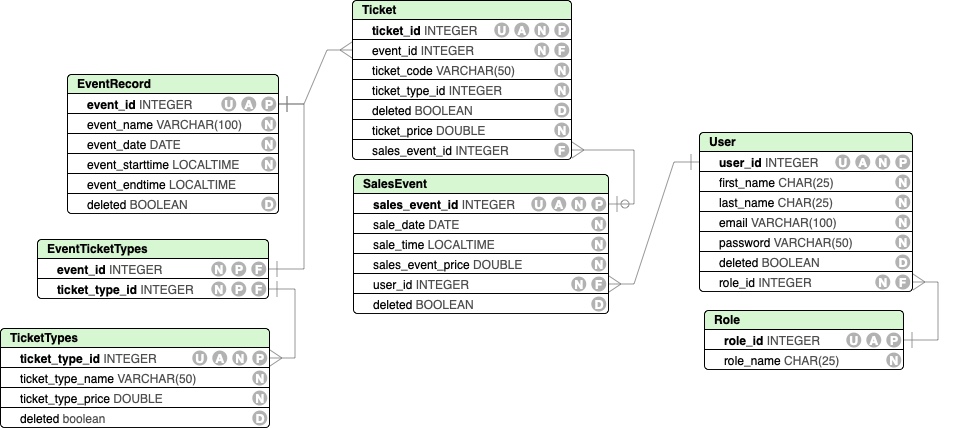 Ticket
ticket_id INTEGER U A N P
event_id INTEGER N F
ticket_code VARCHAR(50) N
ticket_type_id INTEGER N
deleted BOOLEAN D
ticket_price DOUBLE N
sales_event_id INTEGER F
EventRecord
event_id INTEGER U A P
event_name VARCHAR(100) N
event_date DATE N
event_starttime LOCALTIME N
event_endtime LOCALTIME
deleted BOOLEAN D
User
user_id INTEGER U A N P
first_name CHAR(25) N
last_name CHAR(25) N
email VARCHAR(100) N
password VARCHAR(50) N
deleted BOOLEAN D
role_id INTEGER N F
SalesEvent
sales_event_id INTEGER U A N P
sale_date DATE N
sale_time LOCALTIME N
sales_event_price DOUBLE N
user_id INTEGER N F
deleted BOOLEAN D
EventTicketTypes
event_id INTEGER N P F
ticket_type_id INTEGER N P F
Role
role_id INTEGER U A P
role_name CHAR(25) N
TicketTypes
ticket_type_id INTEGER U A N P
ticket_type_name VARCHAR(50) N
ticket_type_price DOUBLE N
deleted boolean D